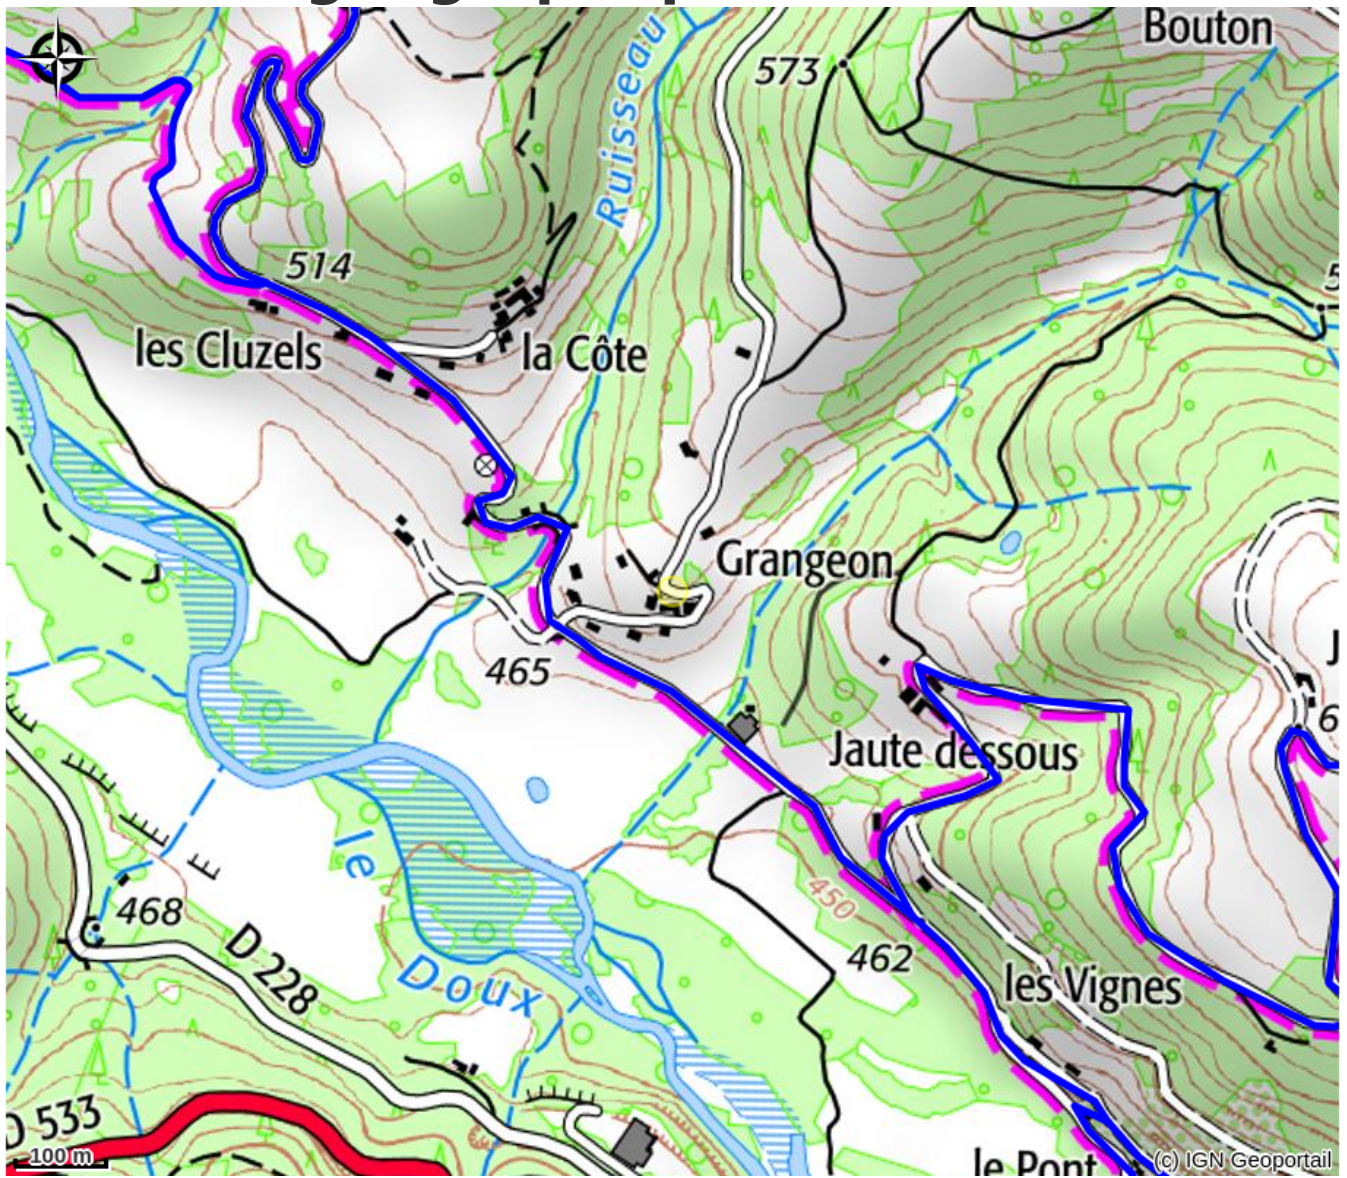 Bouton
573
Ruisseau
514
les Cluzels
la Côte
Grangeon
465
Jaute dessous
le
Doux
450
468
D 228
462
les Vignes
D 533
100 m
le Pont
(c) IGN Geoportail